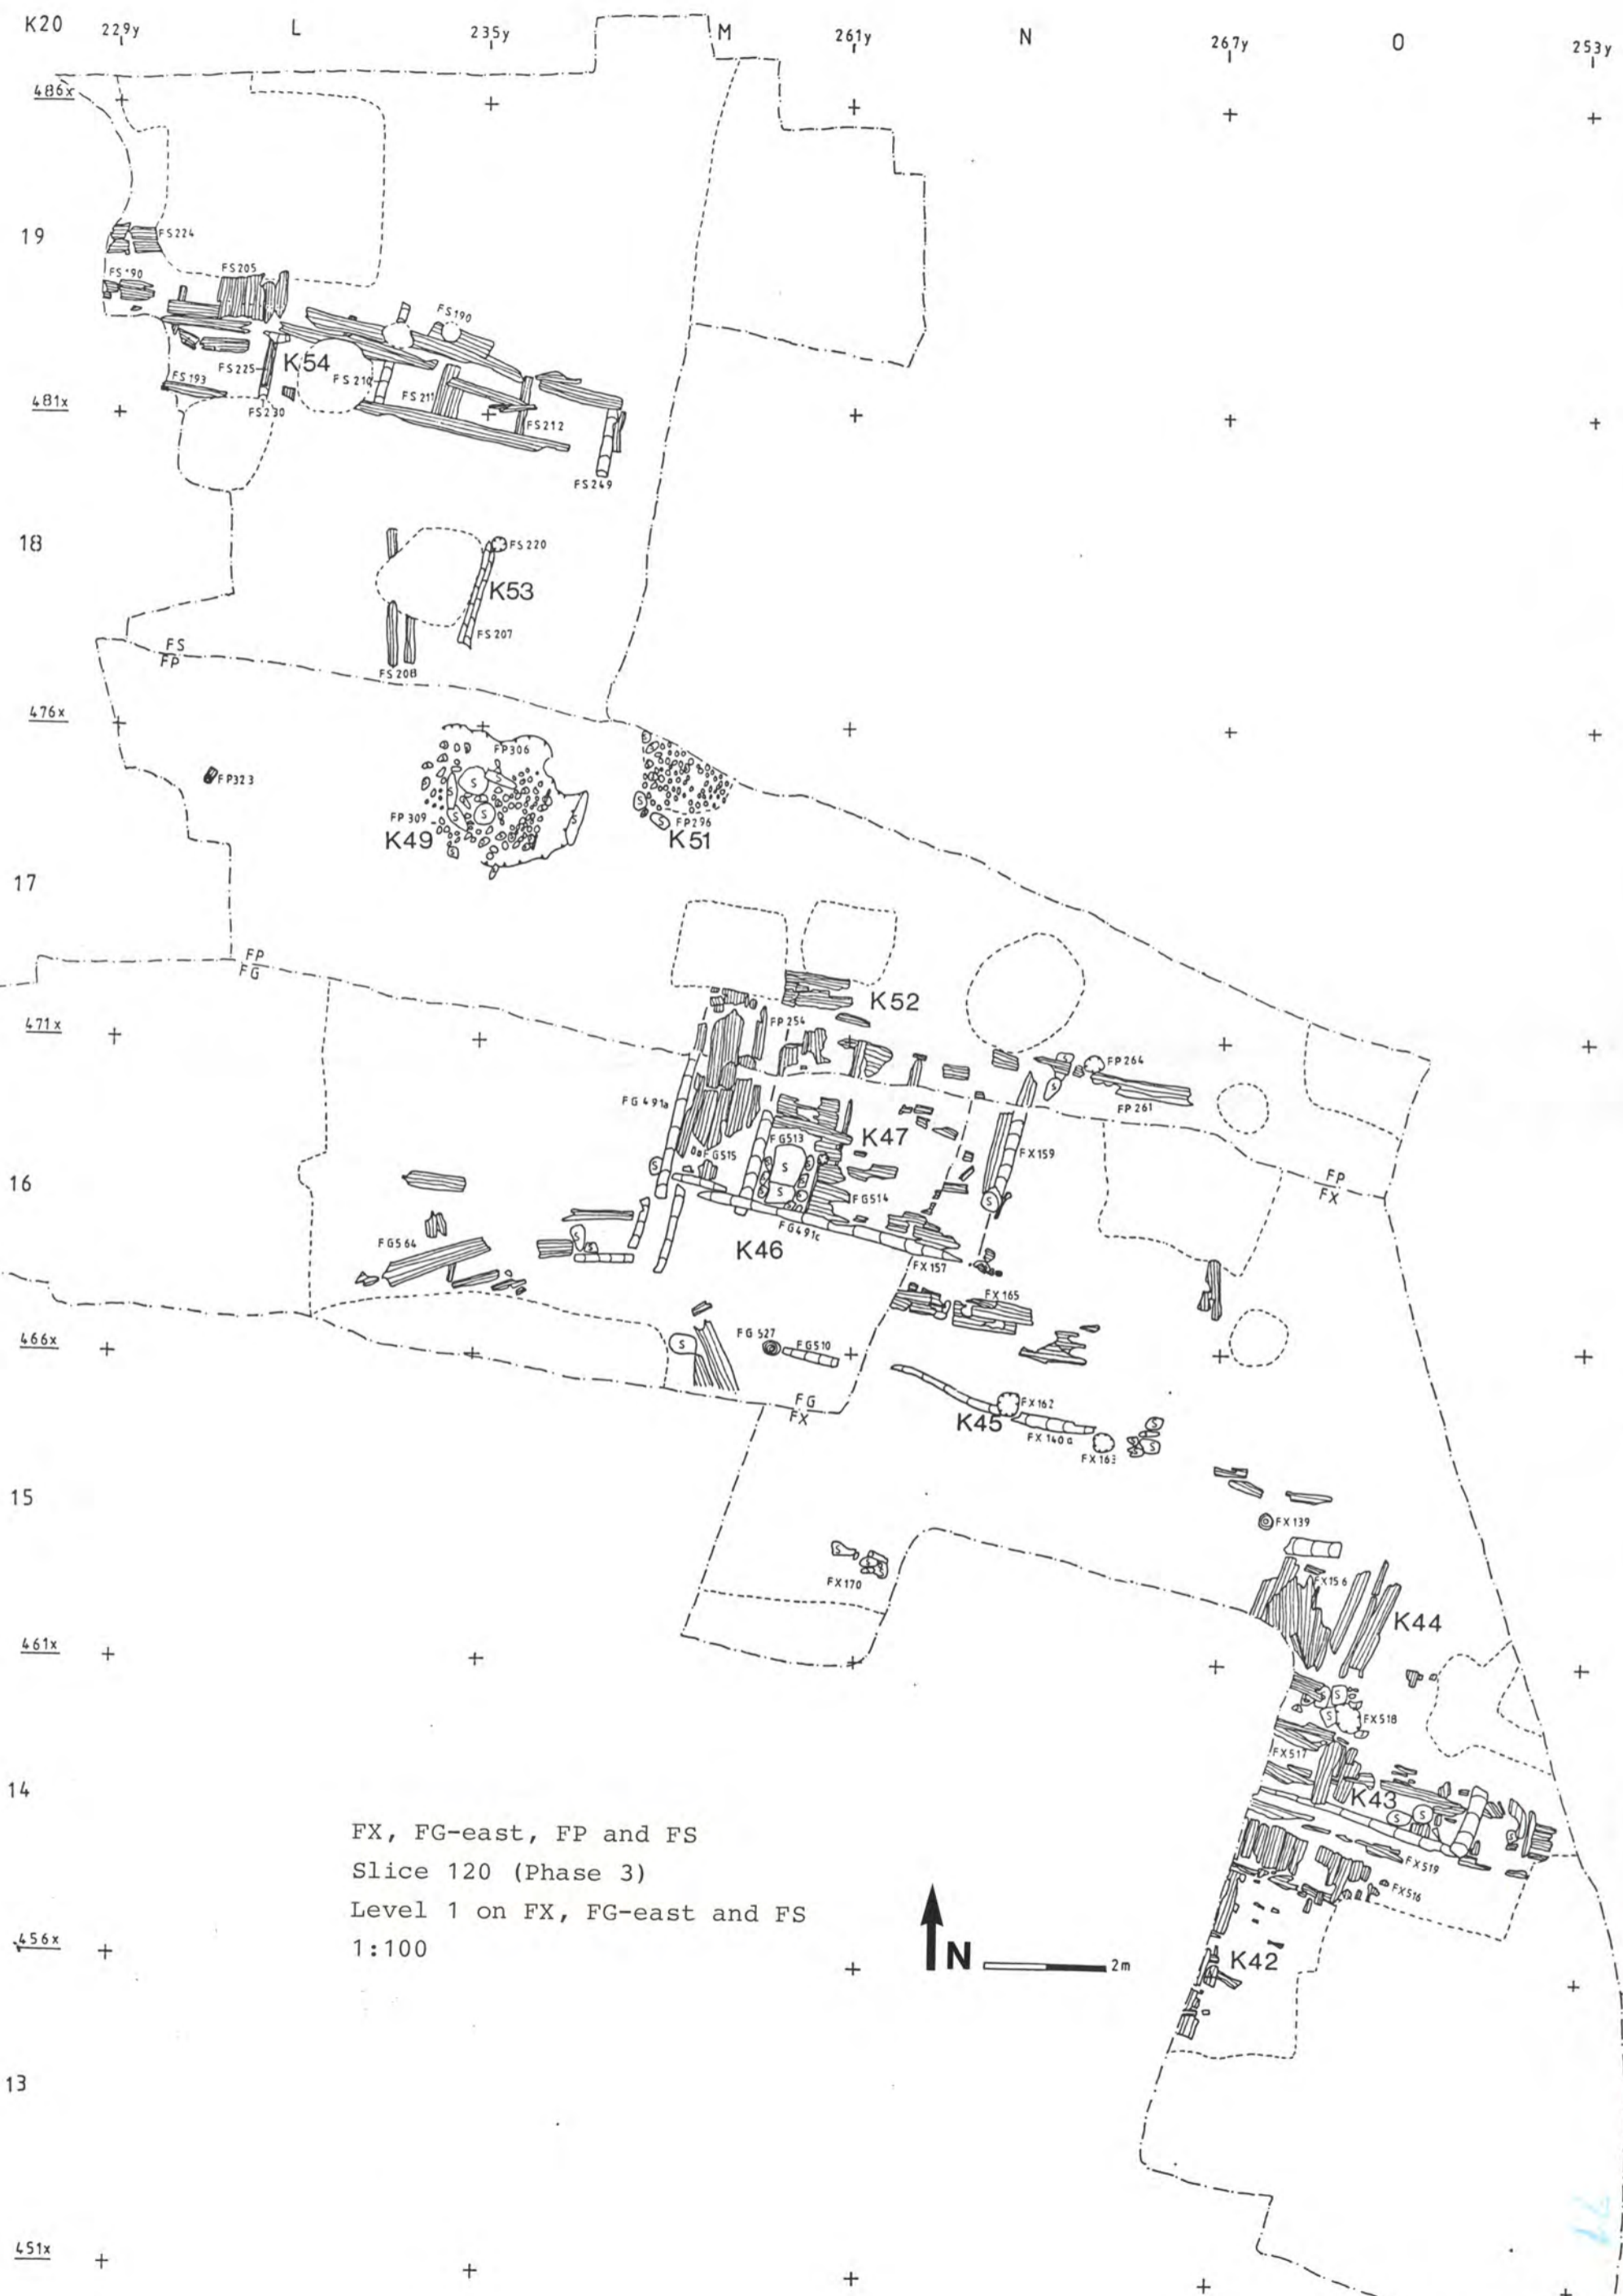 K20 229y L 235y M 261y N 267y O 253y
486x
19
FS224
FS190
FS205
FS190
K54
FS225
FS210
FS193
FS211
481x
FS230
FS212
FS249
18
FS220
K53
FS207
FS
FP
FS208
476x
FP306
FP323
FP309
FP296
K49
K51
17
FP
FG
K52
471x
FP254
FP264
FP261
FG491a
K47
FG513
FG515
FX159
16
FP
FX
FG514
FG491c
FG564
K46
FX157
FX165
466x
FG527
FG510
FG
FX
FX162
K45
FX140a
FX163
15
FX139
FX170
FX156
K44
461x
FX518
FX517
14
K43
FX, FG-east, FP and FS
Slice 120 (Phase 3)
FX519
FX516
Level 1 on FX, FG-east and FS
456x
1:100
N
2m
K42
13
451x